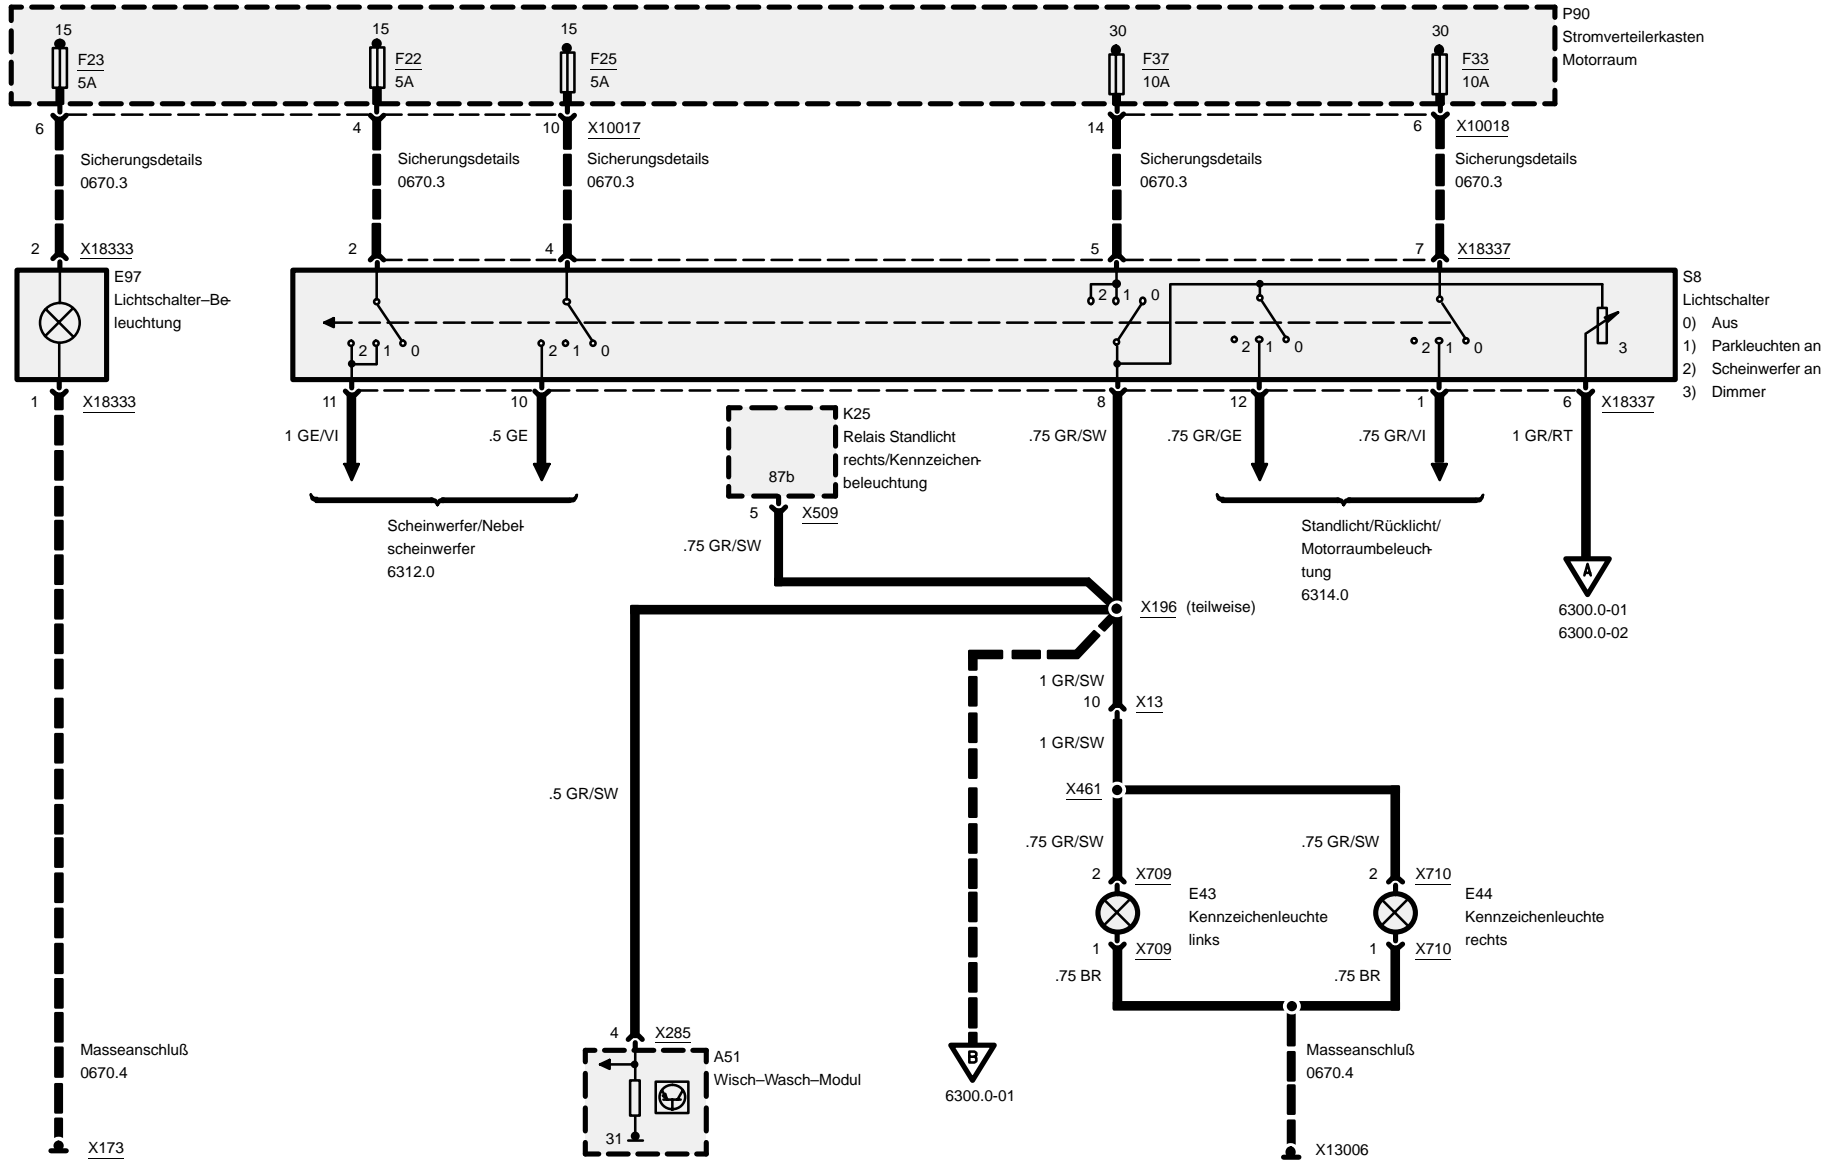 P90
Stromverteilerkasten
Motorraum
15
F23
5A
15
F22
5A
15
F25
5A
30
F37
10A
30
F33
10A
6
4
10
X10017
14
6
X10018
Sicherungsdetails
0670.3
Sicherungsdetails
0670.3
Sicherungsdetails
0670.3
Sicherungsdetails
0670.3
Sicherungsdetails
0670.3
2
X18333
2
4
5
7
X18337
E97
Lichtschalter–Be-
leuchtung
2 1 0
2 1 0
2 1 0
2 1 0
2 1 0
3
S8
Lichtschalter
0) Aus
1) Parkleuchten an
2) Scheinwerfer an
3) Dimmer
1
X18333
11
10
8
12
1
6
X18337
1 GE/VI
.5 GE
K25
Relais Standlicht
rechts/Kennzeichen-
beleuchtung
87b
.75 GR/SW
.75 GR/GE
.75 GR/VI
1 GR/RT
5
X509
.75 GR/SW
Scheinwerfer/Nebel-
scheinwerfer
6312.0
Standlicht/Rücklicht/
Motorraumbeleuch-
tung
6314.0
A
6300.0-01
6300.0-02
X196 (teilweise)
1 GR/SW
10
X13
1 GR/SW
.5 GR/SW
X461
.75 GR/SW
.75 GR/SW
2
X709
2
X710
E43
Kennzeichenleuchte
links
E44
Kennzeichenleuchte
rechts
1
X709
1
X710
.75 BR
.75 BR
4
X285
A51
Wisch–Wasch–Modul
31
B
6300.0-01
Masseanschluß
0670.4
Masseanschluß
0670.4
X173
X13006